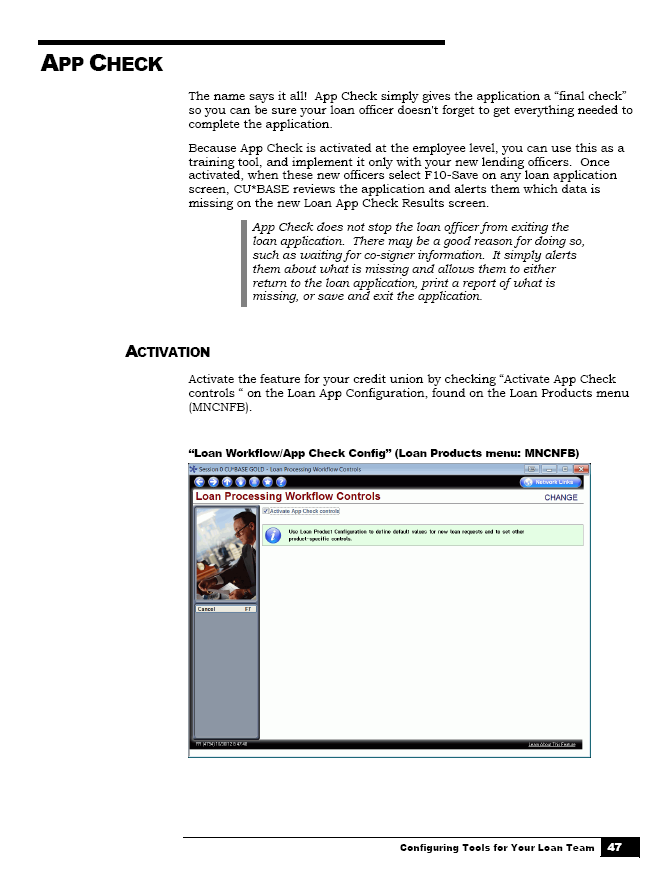 APP CHECK
The name says it all!  App Check simply gives the application a “final check”
so you can be sure your loan officer doesn't forget to get everything needed to
complete the application.
Because App Check is activated at the employee level, you can use this as a
training tool, and implement it only with your new lending officers.  Once
activated, when these new officers select F10-Save on any loan application
screen, CU*BASE reviews the application and alerts them which data is
missing on the new Loan App Check Results screen.
App Check does not stop the loan officer from exiting the
loan application.  There may be a good reason for doing so,
such as waiting for co-signer information.  It simply alerts
them about what is missing and allows them to either
return to the loan application, print a report of what is
missing, or save and exit the application.
ACTIVATION
Activate the feature for your credit union by checking “Activate App Check
controls “ on the Loan App Configuration, found on the Loan Products menu
(MNCNFB).
“Loan Workflow/App Check Config” (Loan Products menu: MNCNFB)
Session 0 CU*BASE GOLD - Loan Processing Workflow Controls
Network Links
Loan Processing Workflow Controls
CHANGE
Activate App Check controls
Use Loan Product Configuration to define default values for new loan requests and to set other
product-specific controls.
Cancel F7
Learn About This Feature
Configuring Tools for Your Loan Team 47